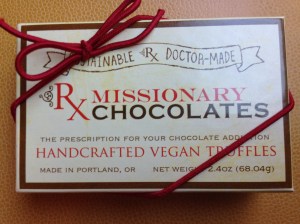 SUSTAINABLE Rx DOCTOR-MADE
Rx MISSIONARY
CHOCOLATES
THE PRESCRIPTION FOR YOUR CHOCOLATE ADDICTION
HANDCRAFTED VEGAN TRUFFLES
MADE IN PORTLAND, OR NET WEIGHT 2.4oz (68.04g)